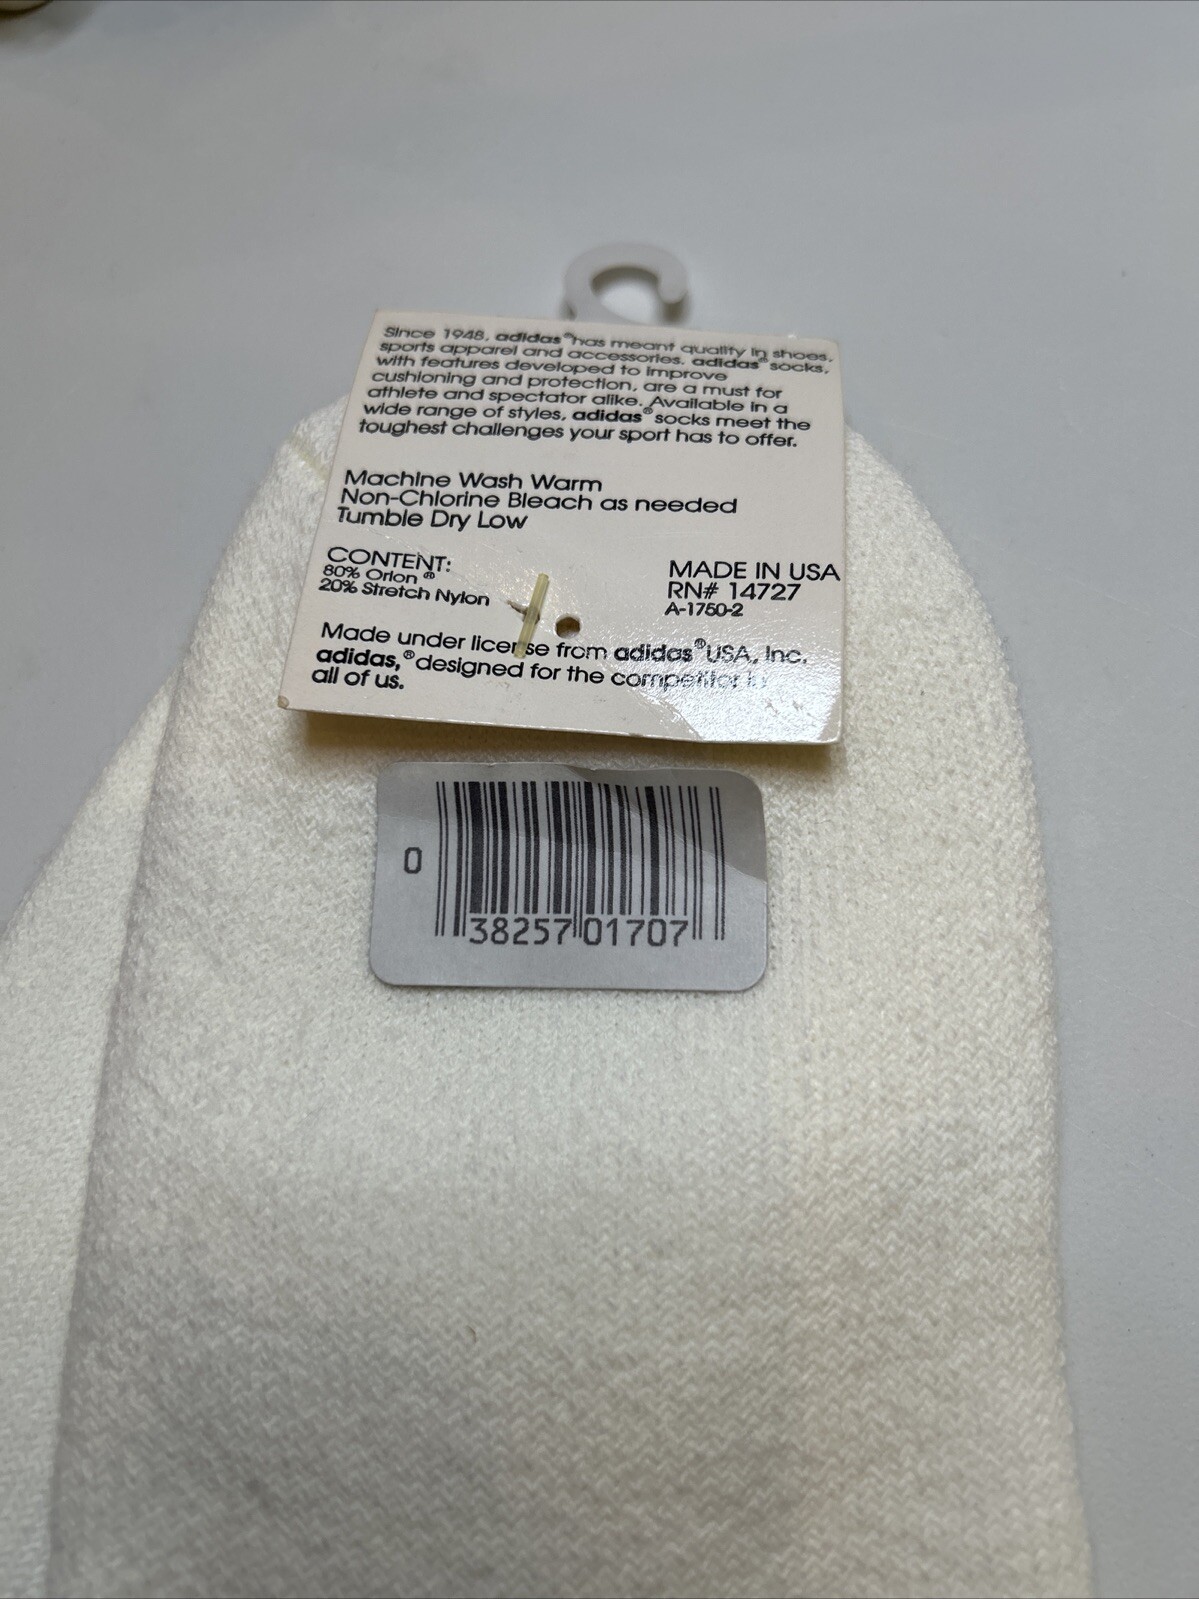 Since 1948, adidas® has meant quality in shoes,
sports apparel and accessories. adidas® socks,
with features developed to improve
cushioning and protection, are a must for
athlete and spectator alike. Available in a
wide range of styles, adidas® socks meet the
toughest challenges your sport has to offer.
Machine Wash Warm
Non-Chlorine Bleach as needed
Tumble Dry Low
CONTENT:
80% Orlon ®
20% Stretch Nylon
MADE IN USA
RN# 14727
A-1750-2
Made under license from adidas® USA, Inc.
adidas,® designed for the competitor in
all of us.
0 38257 01707